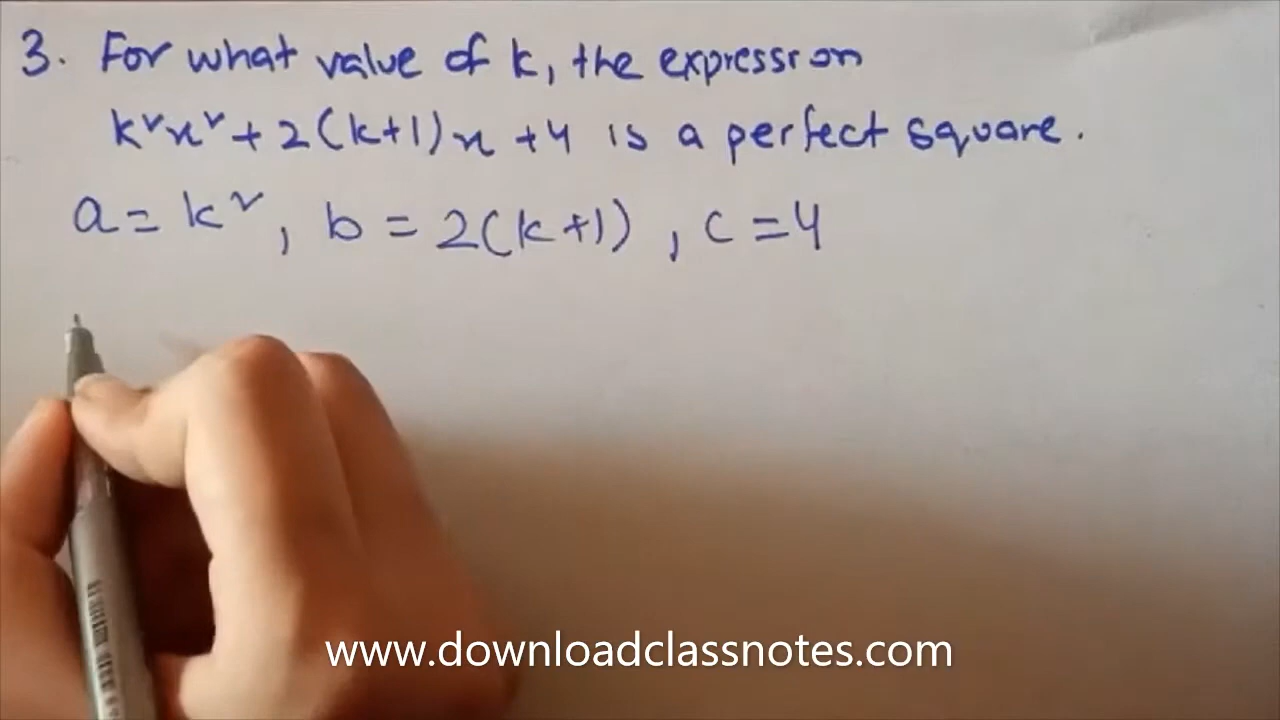 3. For what value of k, the expression
k²x² + 2(k+1)x + 4 is a perfect square.
a = k², b = 2(k+1), c = 4
www.downloadclassnotes.com